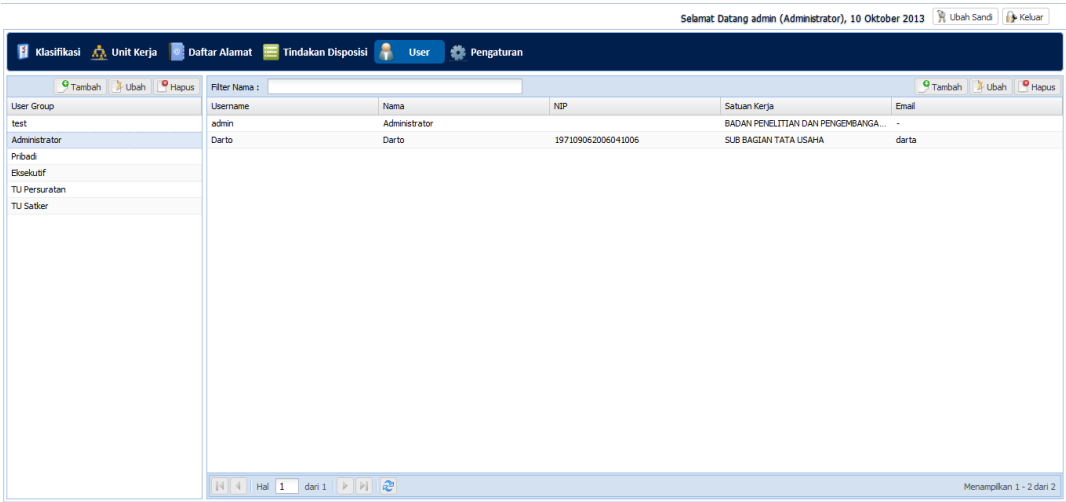 Selamat Datang admin (Administrator), 10 Oktober 2013 Ubah Sandi Keluar
Klasifikasi Unit Kerja Daftar Alamat Tindakan Disposisi User Pengaturan
Tambah Ubah Hapus
User Group
test
Administrator
Pribadi
Eksekutif
TU Persuratan
TU Satker
Filter Nama : Tambah Ubah Hapus
Username Nama NIP Satuan Kerja Email
admin Administrator BADAN PENELITIAN DAN PENGEMBANGA... -
Darto Darto 197109062006041006 SUB BAGIAN TATA USAHA darta
Hal 1 dari 1 Menampilkan 1 - 2 dari 2